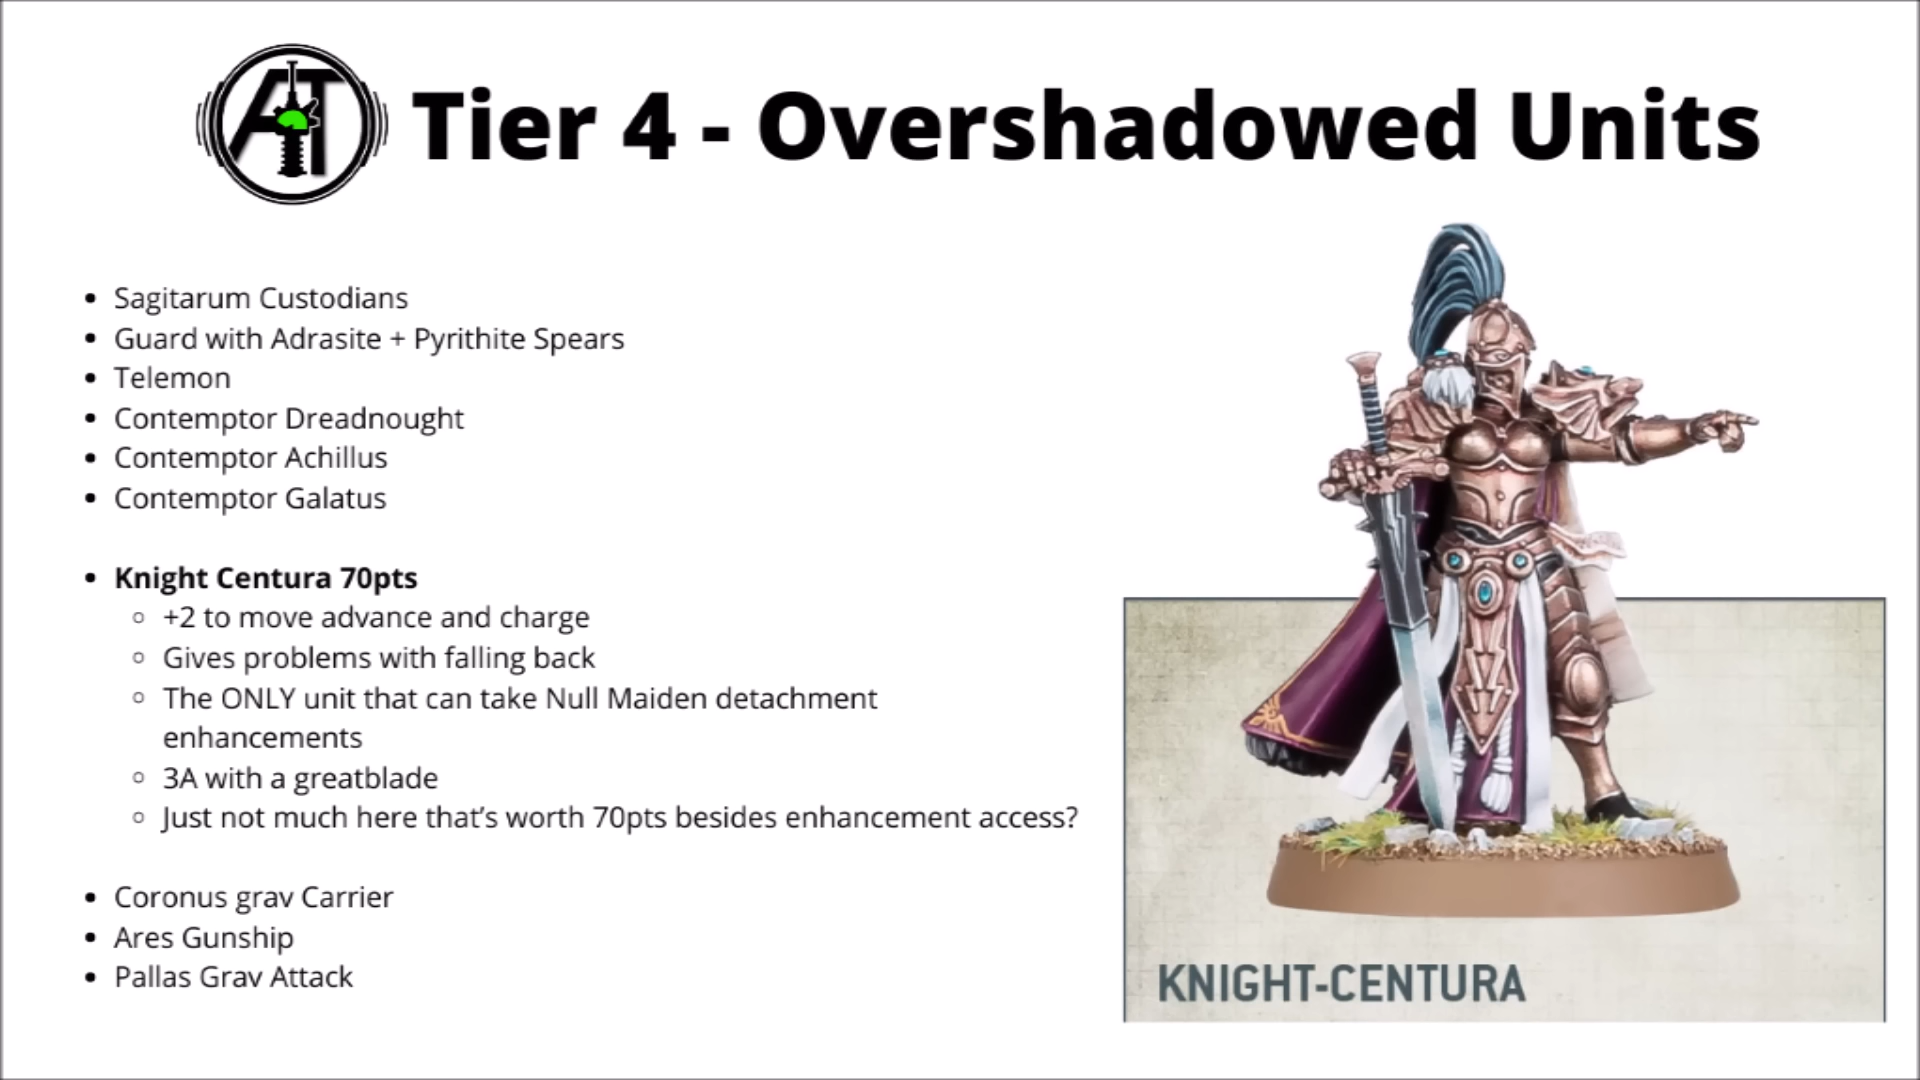 AT
Tier 4 - Overshadowed Units
Sagitarum Custodians
Guard with Adrasite + Pyrithite Spears
Telemon
Contemptor Dreadnought
Contemptor Achillus
Contemptor Galatus
Knight Centura 70pts
+2 to move advance and charge
Gives problems with falling back
The ONLY unit that can take Null Maiden detachment
enhancements
3A with a greatblade
Just not much here that's worth 70pts besides enhancement access?
Coronus grav Carrier
Ares Gunship
Pallas Grav Attack
KNIGHT-CENTURA